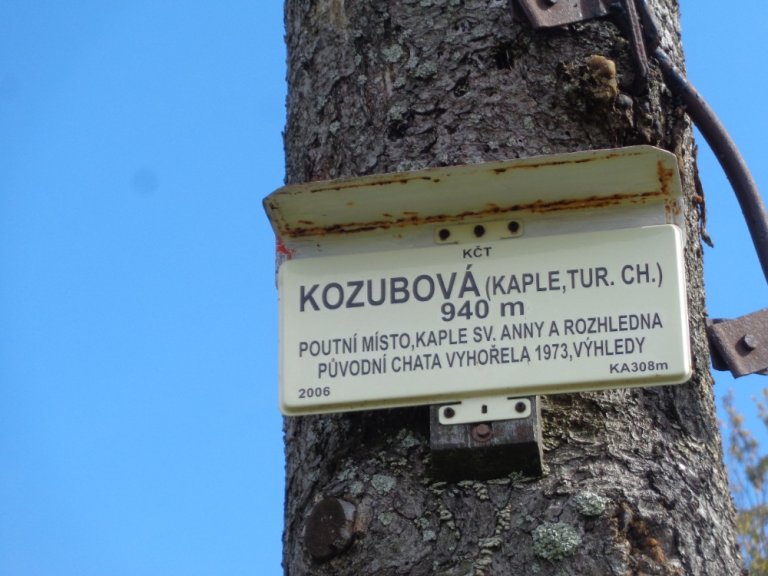 KČT
KOZUBOVÁ (KAPLE,TUR. CH.)
940 m
POUTNÍ MÍSTO,KAPLE SV. ANNY A ROZHLEDNA
PŮVODNÍ CHATA VYHOŘELA 1973,VÝHLEDY
2006 KA308m